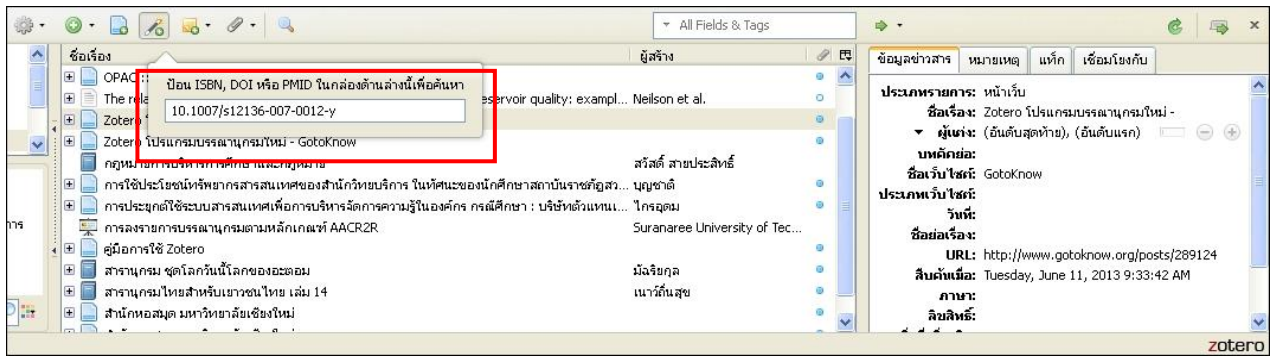 All Fields & Tags
ชื่อเรื่อง
ผู้สร้าง
ป้อน ISBN, DOI หรือ PMID ในกล่องด้านล่างนี้เพื่อค้นหา
10.1007/s12136-007-0012-y
OPAC
The rela
eservoir quality: exampl... Neilson et al.
Zotero
Zotero โปรแกรมบรรณานุกรมใหม่ - GotoKnow
กฎหมายการบริหารการศึกษาและกฎหมาย สวัสดิ์ สายประสิทธิ์
การใช้ประโยชน์ทรัพยากรสารสนเทศของสำนักวิทยบริการ ในทัศนะของนักศึกษาสถาบันราชภัฏสว... บุญชาติ
การประยุกต์ใช้ระบบสารสนเทศเพื่อการบริหารจัดการความรู้ในองค์กร กรณีศึกษา : บริษัทตัวแทนเ... ไกรอุดม
การลงรายการบรรณานุกรมตามหลักเกณฑ์ AACR2R Suranaree University of Tec...
คู่มือการใช้ Zotero
สารานุกรม ชุดโลกวันนี้โลกของอะตอม มัลริยกุล
สารานุกรมไทยสำหรับเยาวชนไทย เล่ม 14 เนาว์ถิ่นสุข
สำนักหอสมุด มหาวิทยาลัยเชียงใหม่
การ
ข้อมูลข่าวสาร หมายเหตุ แท็ก เชื่อมโยงกับ
ประเภทรายการ: หน้าเว็บ
ชื่อเรื่อง: Zotero โปรแกรมบรรณานุกรมใหม่ -
ผู้แต่ง: (อันดับสุดท้าย), (อันดับแรก)
บทคัดย่อ:
ชื่อเว็บไซต์: GotoKnow
ประเภทเว็บไซต์:
วันที่:
ชื่อย่อเรื่อง:
URL: http://www.gotoknow.org/posts/289124
สืบค้นเมื่อ: Tuesday, June 11, 2013 9:33:42 AM
ภาษา:
ลิขสิทธิ์:
zotero